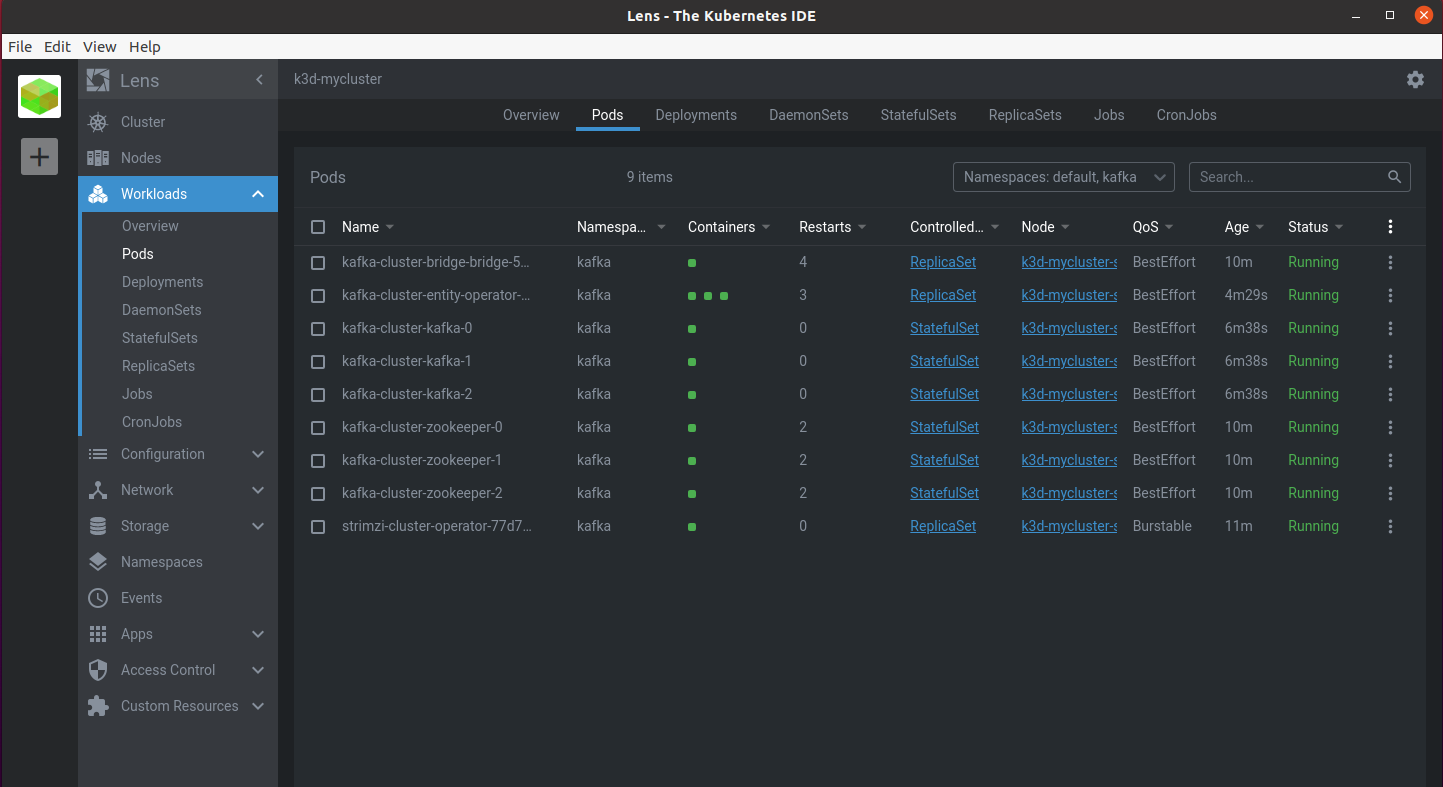 Lens - The Kubernetes IDE
File Edit View Help
Lens
k3d-mycluster
Cluster
Nodes
Workloads
Overview
Pods
Deployments
DaemonSets
StatefulSets
ReplicaSets
Jobs
CronJobs
Configuration
Network
Storage
Namespaces
Events
Apps
Access Control
Custom Resources
Overview Pods Deployments DaemonSets StatefulSets ReplicaSets Jobs CronJobs
Pods 9 items Namespaces: default, kafka Search...
Name Namespa... Containers Restarts Controlled... Node QoS Age Status
kafka-cluster-bridge-bridge-5... kafka 4 ReplicaSet k3d-mycluster-s BestEffort 10m Running
kafka-cluster-entity-operator-... kafka 3 ReplicaSet k3d-mycluster-s BestEffort 4m29s Running
kafka-cluster-kafka-0 kafka 0 StatefulSet k3d-mycluster-s BestEffort 6m38s Running
kafka-cluster-kafka-1 kafka 0 StatefulSet k3d-mycluster-s BestEffort 6m38s Running
kafka-cluster-kafka-2 kafka 0 StatefulSet k3d-mycluster-s BestEffort 6m38s Running
kafka-cluster-zookeeper-0 kafka 2 StatefulSet k3d-mycluster-s BestEffort 10m Running
kafka-cluster-zookeeper-1 kafka 2 StatefulSet k3d-mycluster-s BestEffort 10m Running
kafka-cluster-zookeeper-2 kafka 2 StatefulSet k3d-mycluster-s BestEffort 10m Running
strimzi-cluster-operator-77d7... kafka 0 ReplicaSet k3d-mycluster-s Burstable 11m Running